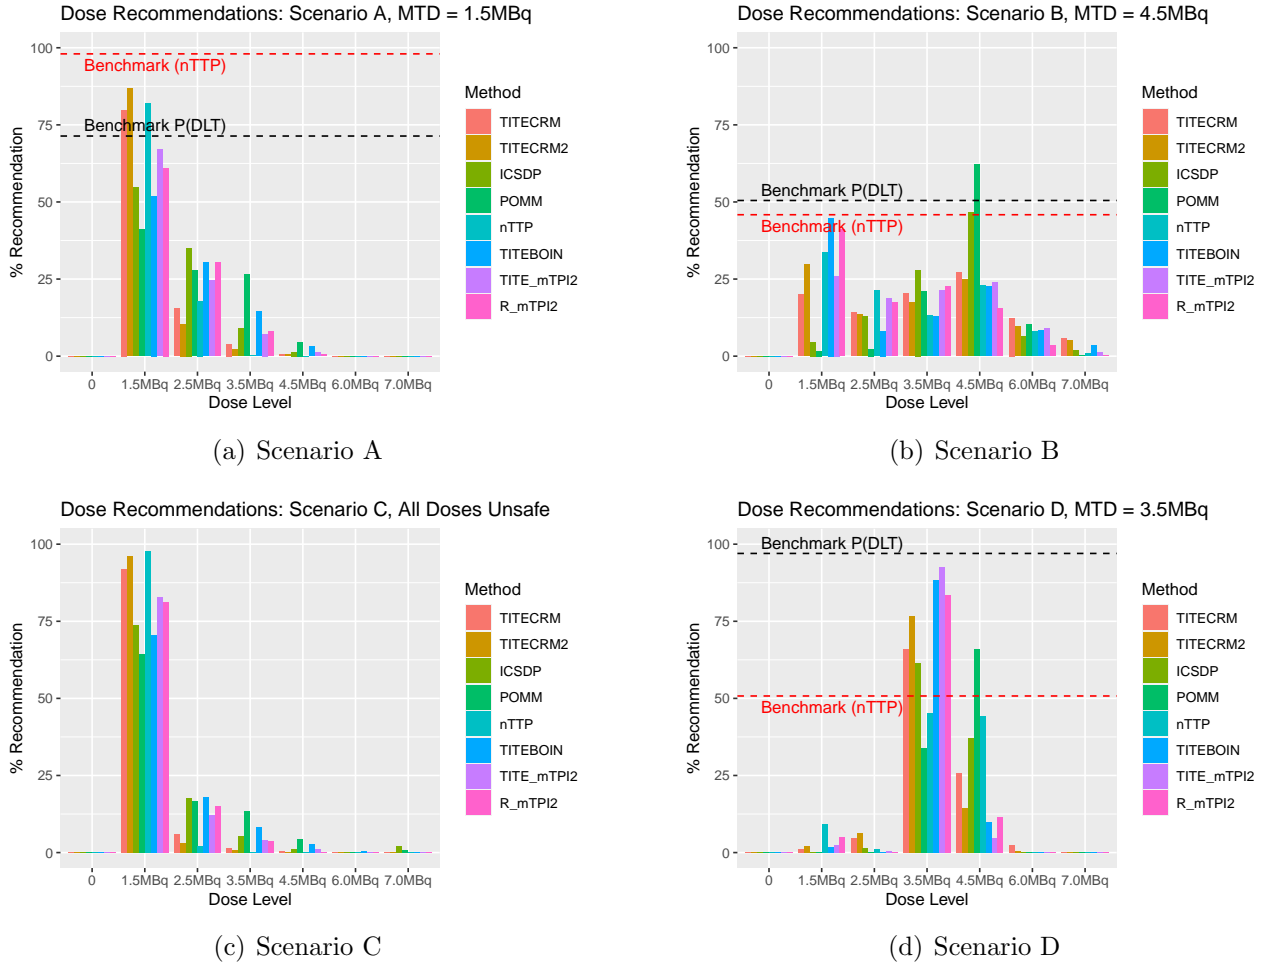 Dose Recommendations: Scenario A, MTD = 1.5MBq
% Recommendation
100
75
50
25
0
Benchmark (nTTP)
Benchmark P(DLT)
0 1.5MBq 2.5MBq 3.5MBq 4.5MBq 6.0MBq 7.0MBq
Dose Level
Method
TITECRM
TITECRM2
ICSDP
POMM
nTTP
TITEBOIN
TITE_mTPI2
R_mTPI2
(a) Scenario A
Dose Recommendations: Scenario B, MTD = 4.5MBq
% Recommendation
100
75
50
25
0
Benchmark P(DLT)
Benchmark (nTTP)
0 1.5MBq 2.5MBq 3.5MBq 4.5MBq 6.0MBq 7.0MBq
Dose Level
Method
TITECRM
TITECRM2
ICSDP
POMM
nTTP
TITEBOIN
TITE_mTPI2
R_mTPI2
(b) Scenario B
Dose Recommendations: Scenario C, All Doses Unsafe
% Recommendation
100
75
50
25
0
0 1.5MBq 2.5MBq 3.5MBq 4.5MBq 6.0MBq 7.0MBq
Dose Level
Method
TITECRM
TITECRM2
ICSDP
POMM
nTTP
TITEBOIN
TITE_mTPI2
R_mTPI2
(c) Scenario C
Dose Recommendations: Scenario D, MTD = 3.5MBq
% Recommendation
100
75
50
25
0
Benchmark P(DLT)
Benchmark (nTTP)
0 1.5MBq 2.5MBq 3.5MBq 4.5MBq 6.0MBq 7.0MBq
Dose Level
Method
TITECRM
TITECRM2
ICSDP
POMM
nTTP
TITEBOIN
TITE_mTPI2
R_mTPI2
(d) Scenario D